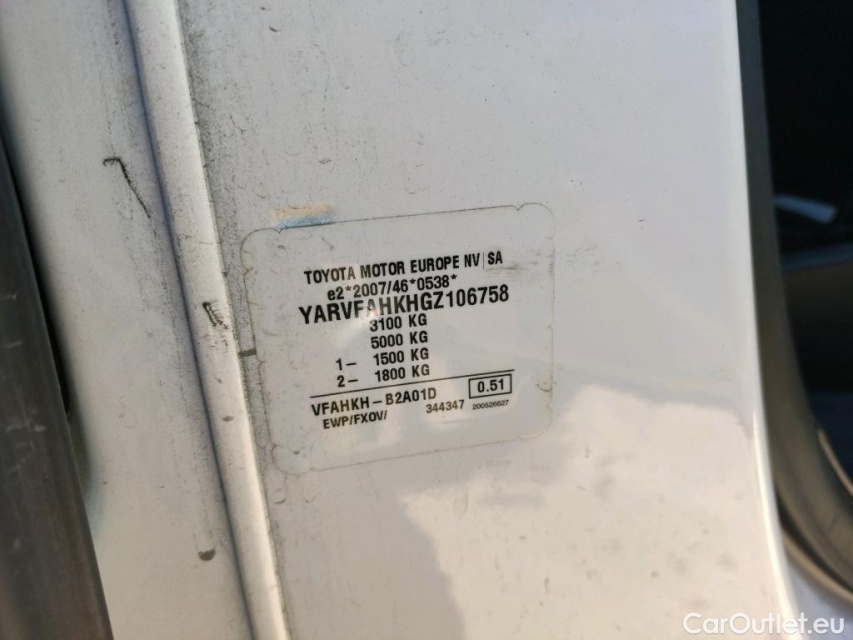 TOYOTA MOTOR EUROPE NV SA
e2*2007/46*0538*
YARVFAHKHGZ106758
3100 KG
5000 KG
1- 1500 KG
2- 1800 KG
VFAHKH-B2A01D 0.51
EWP/FXOV/ 344347 200526627
CarOutlet.eu